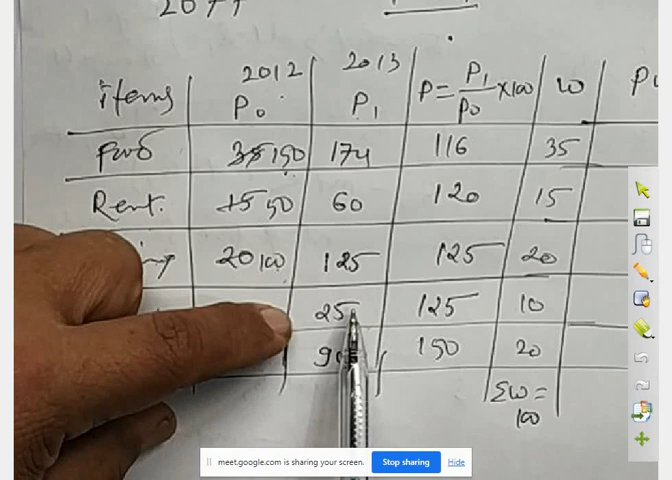 2012 2013
items P₀ P₁ P = P₁/P₀ × 100 w
Food 150 174 116 35
Rent. 50 60 120 15
20 100 125 125 20
25 125 10
90 150 20
Σw = 100
meet.google.com is sharing your screen. Stop sharing Hide